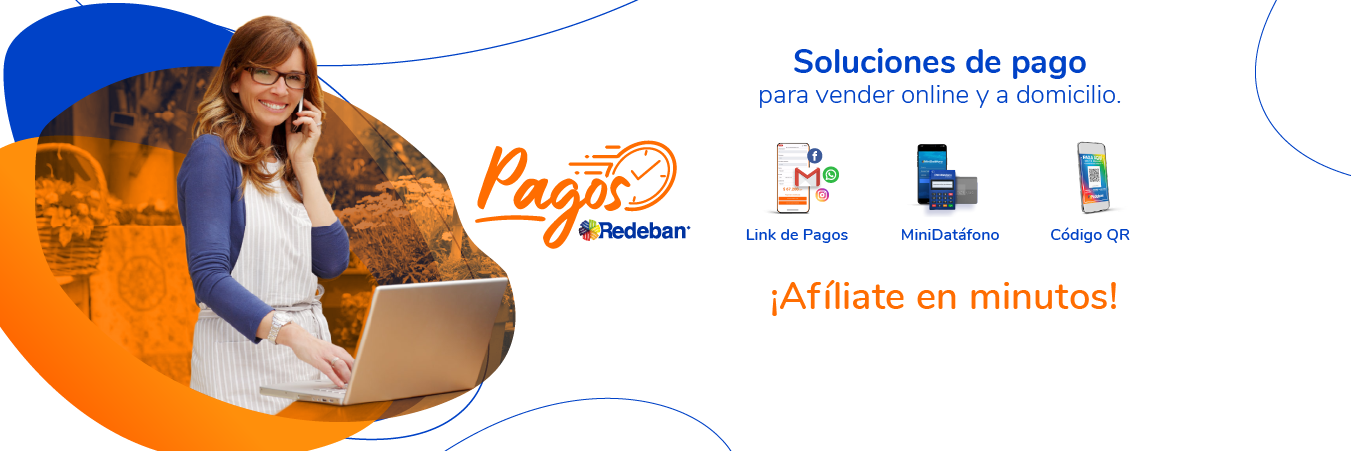 Soluciones de pago
para vender online y a domicilio.
Pagos
Redeban
Link de Pagos
MiniDatáfono
Código QR
¡Afíliate en minutos!